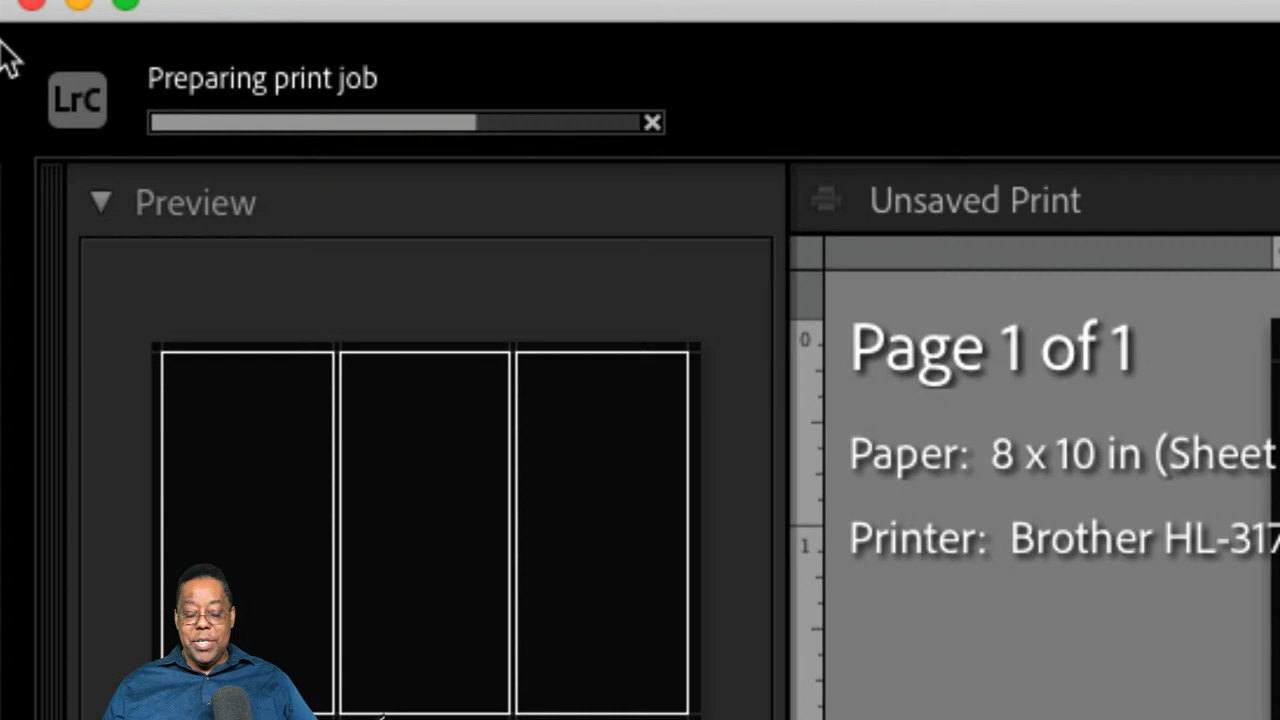 LrC
Preparing print job
Preview
Unsaved Print
0
Page 1 of 1
Paper: 8 x 10 in (Sheet
Printer: Brother HL-317
1